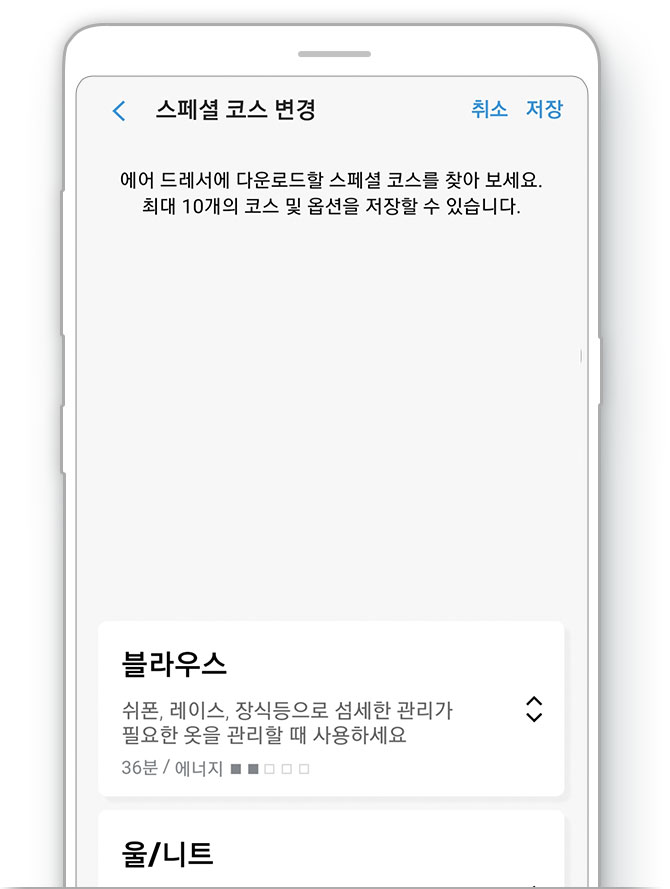 스페셜 코스 변경 취소 저장
에어 드레서에 다운로드할 스페셜 코스를 찾아 보세요.
최대 10개의 코스 및 옵션을 저장할 수 있습니다.
블라우스
쉬폰, 레이스, 장식등으로 섬세한 관리가
필요한 옷을 관리할 때 사용하세요
36분 / 에너지
울/니트